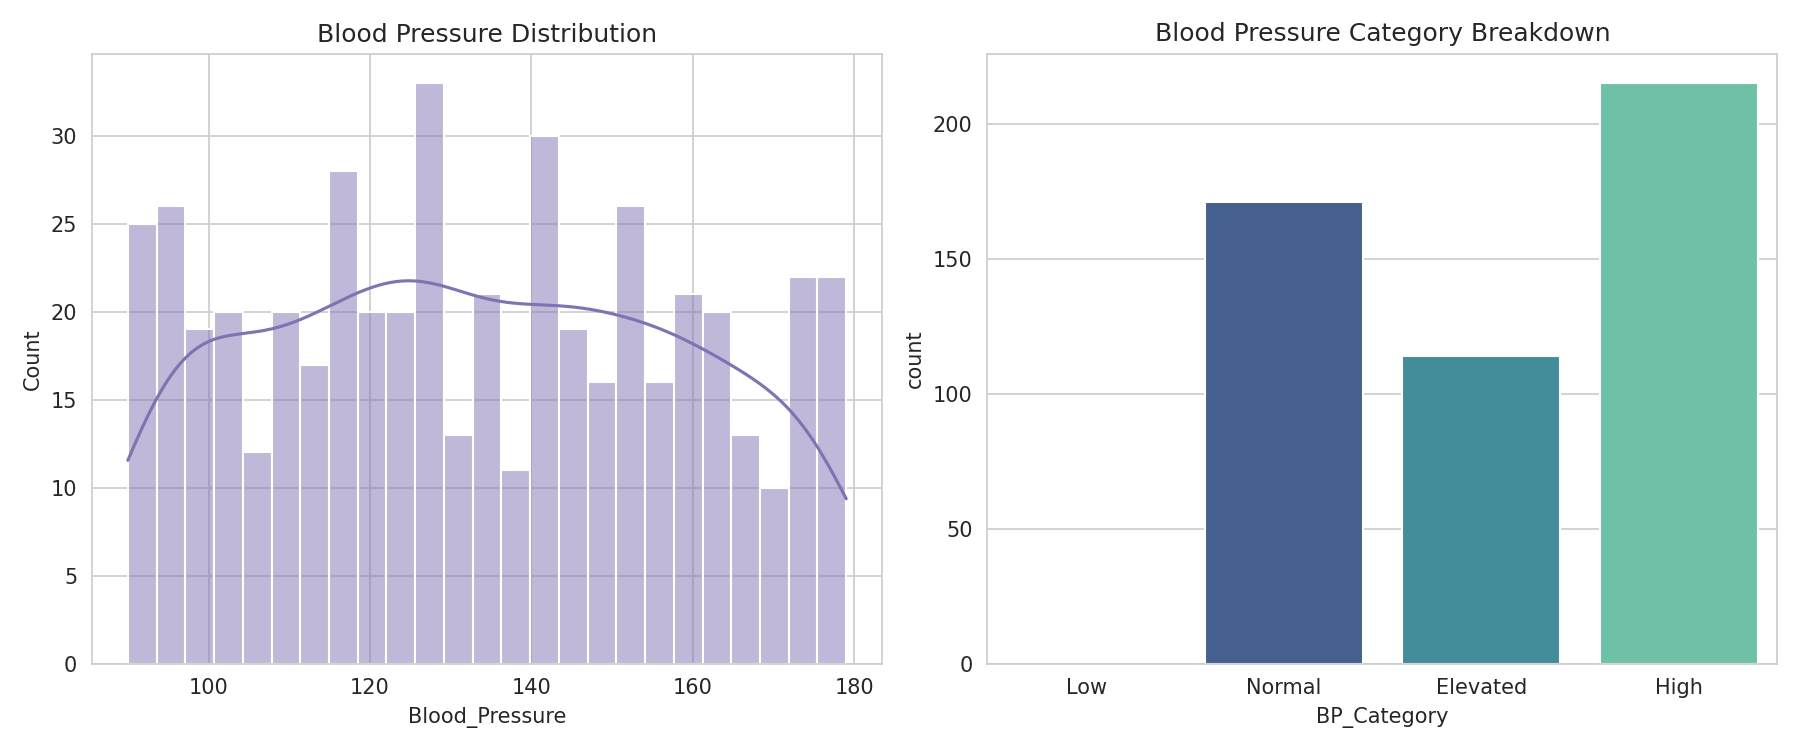 Blood Pressure Distribution
Count
30
25
20
15
10
5
0
100 120 140 160 180
Blood_Pressure
Blood Pressure Category Breakdown
count
200
150
100
50
0
Low Normal Elevated High
BP_Category